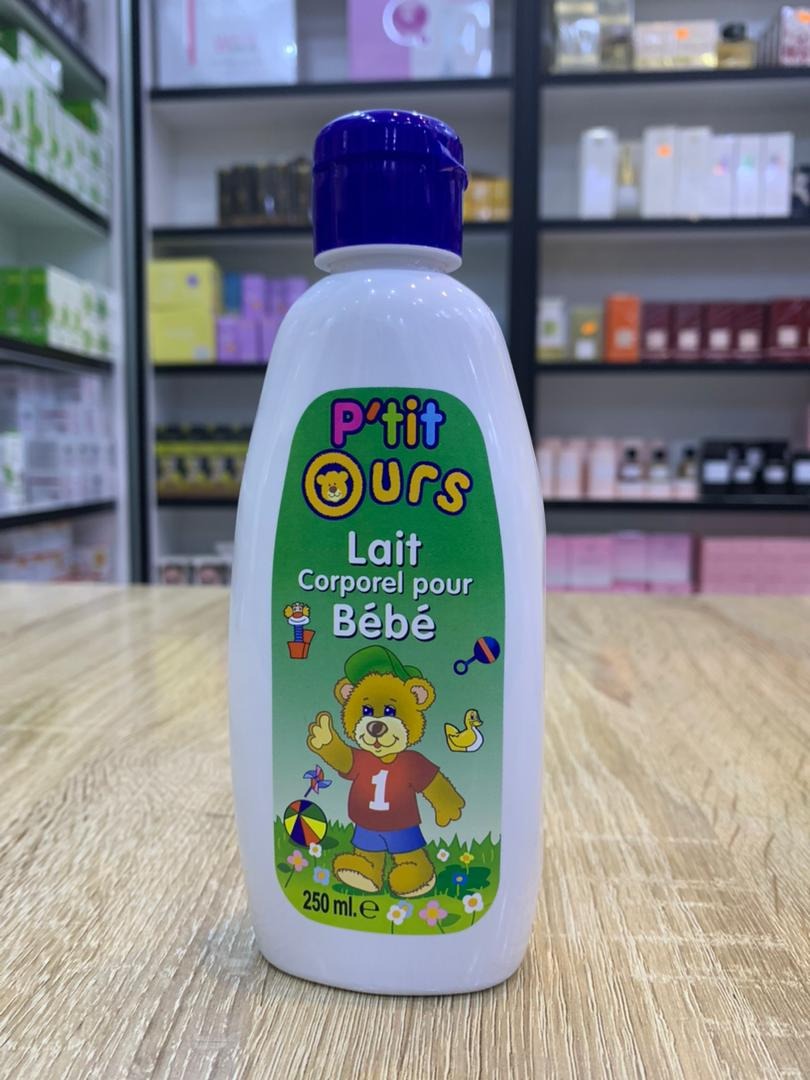 P'tit
Ours
Lait
Corporel pour
Bébé
1
250 ml. ℮